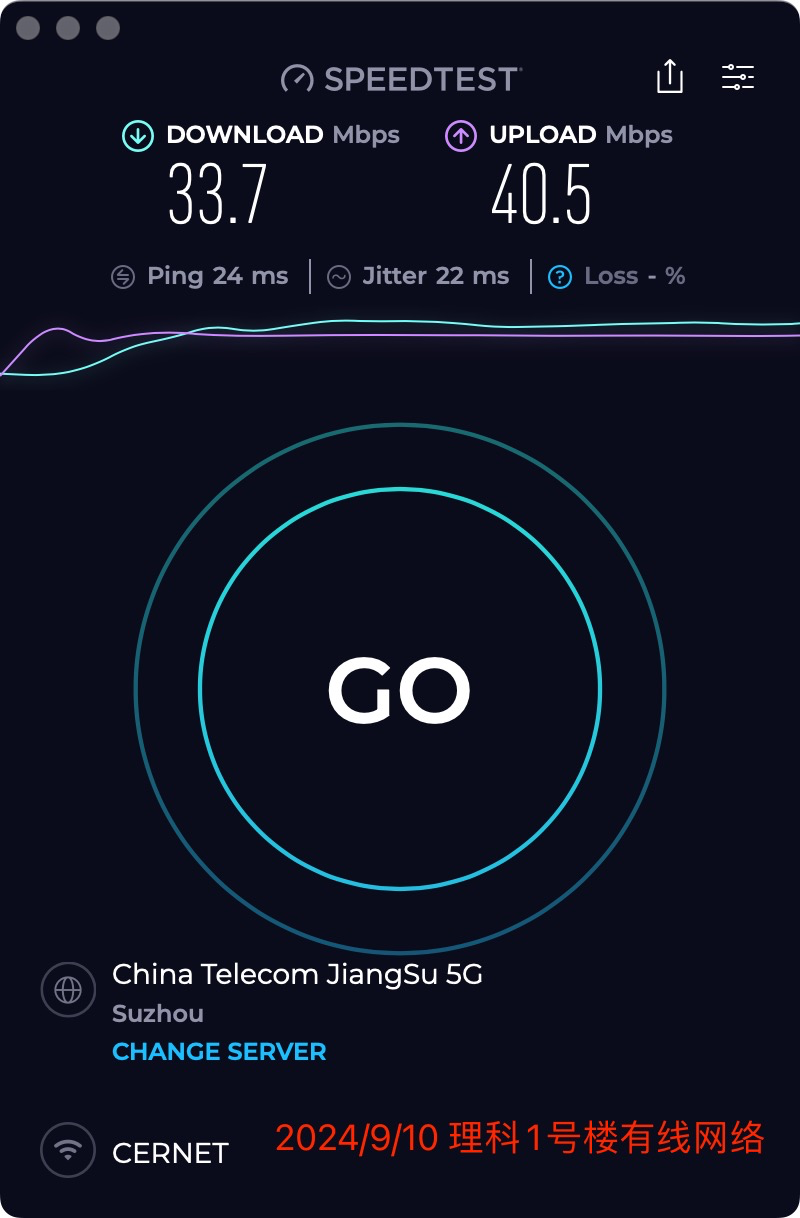 SPEEDTEST
DOWNLOAD Mbps
33.7
UPLOAD Mbps
40.5
Ping 24 ms
Jitter 22 ms
? Loss - %
GO
China Telecom JiangSu 5G
Suzhou
CHANGE SERVER
CERNET
2024/9/10 理科1号楼有线网络